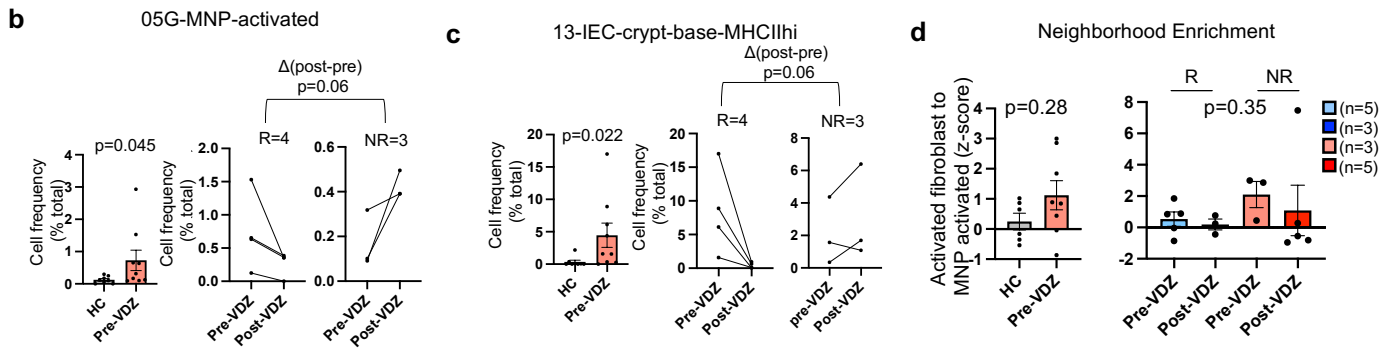 b
05G-MNP-activated
Δ(post-pre)
p=0.06
p=0.045
R=4
NR=3
Cell frequency
(% total)
4
3
2
1
0
HC
Pre-VDZ
Cell frequency
(% total)
2.0
1.5
1.0
0.5
0.0
Pre-VDZ
Post-VDZ
0.6
0.4
0.2
0.0
Pre-VDZ
Post-VDZ
c
13-IEC-crypt-base-MHCIIhi
Δ(post-pre)
p=0.06
p=0.022
R=4
NR=3
Cell frequency
(% total)
20
15
10
5
0
HC
Pre-VDZ
Cell frequency
(% total)
20
15
10
5
0
Pre-VDZ
Post-VDZ
8
6
4
2
0
pre-VDZ
Post-VDZ
d
Neighborhood Enrichment
Activated fibroblast to
MNP activated (z-score)
p=0.28
4
3
2
1
0
-1
HC
Pre-VDZ
R
NR
p=0.35
8
6
4
2
0
-2
Pre-VDZ
Post-VDZ
Pre-VDZ
Post-VDZ
(n=5)
(n=3)
(n=3)
(n=5)